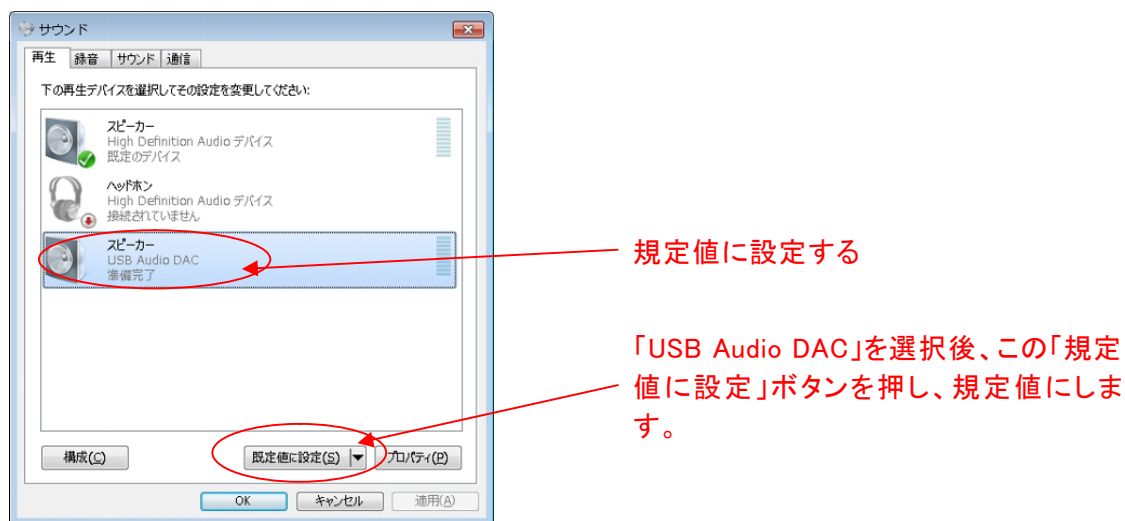 サウンド
再生 録音 サウンド 通信
下の再生デバイスを選択してその設定を変更してください:
スピーカー
High Definition Audio デバイス
既定のデバイス
ヘッドホン
High Definition Audio デバイス
接続されていません
スピーカー
USB Audio DAC
準備完了
規定値に設定する
「USB Audio DAC」を選択後、この「規定
値に設定」ボタンを押し、規定値にしま
す。
構成(C) 既定値に設定(S) プロパティ(P)
OK キャンセル 適用(A)